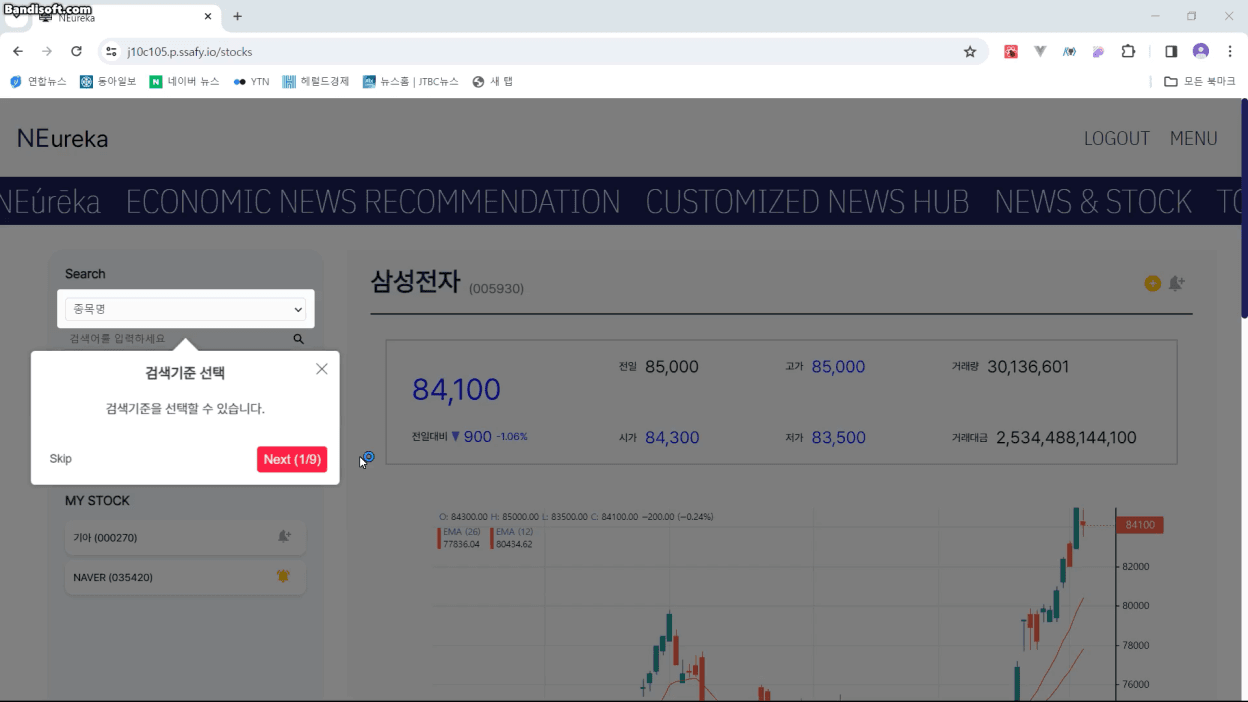 Bandisoft.com
NEureka
j10c105.p.ssafy.io/stocks
연합뉴스 동아일보 네이버 뉴스 YTN 헤럴드경제 뉴스홈 | JTBC뉴스 새 탭 모든 북마크
NEureka LOGOUT MENU
NEúrēka ECONOMIC NEWS RECOMMENDATION CUSTOMIZED NEWS HUB NEWS & STOCK TO
Search
종목명
검색어를 입력하세요
검색기준 선택
검색기준을 선택할 수 있습니다.
Skip Next (1/9)
MY STOCK
기아 (000270)
NAVER (035420)
삼성전자 (005930)
84,100
전일대비 ▼ 900 -1.06%
전일 85,000 고가 85,000 거래량 30,136,601
시가 84,300 저가 83,500 거래대금 2,534,488,144,100
O: 84300.00 H: 85000.00 L: 83500.00 C: 84100.00 −200.00 (−0.24%)
EMA (26) EMA (12)
77836.04 80434.62
84100
82000
80000
78000
76000